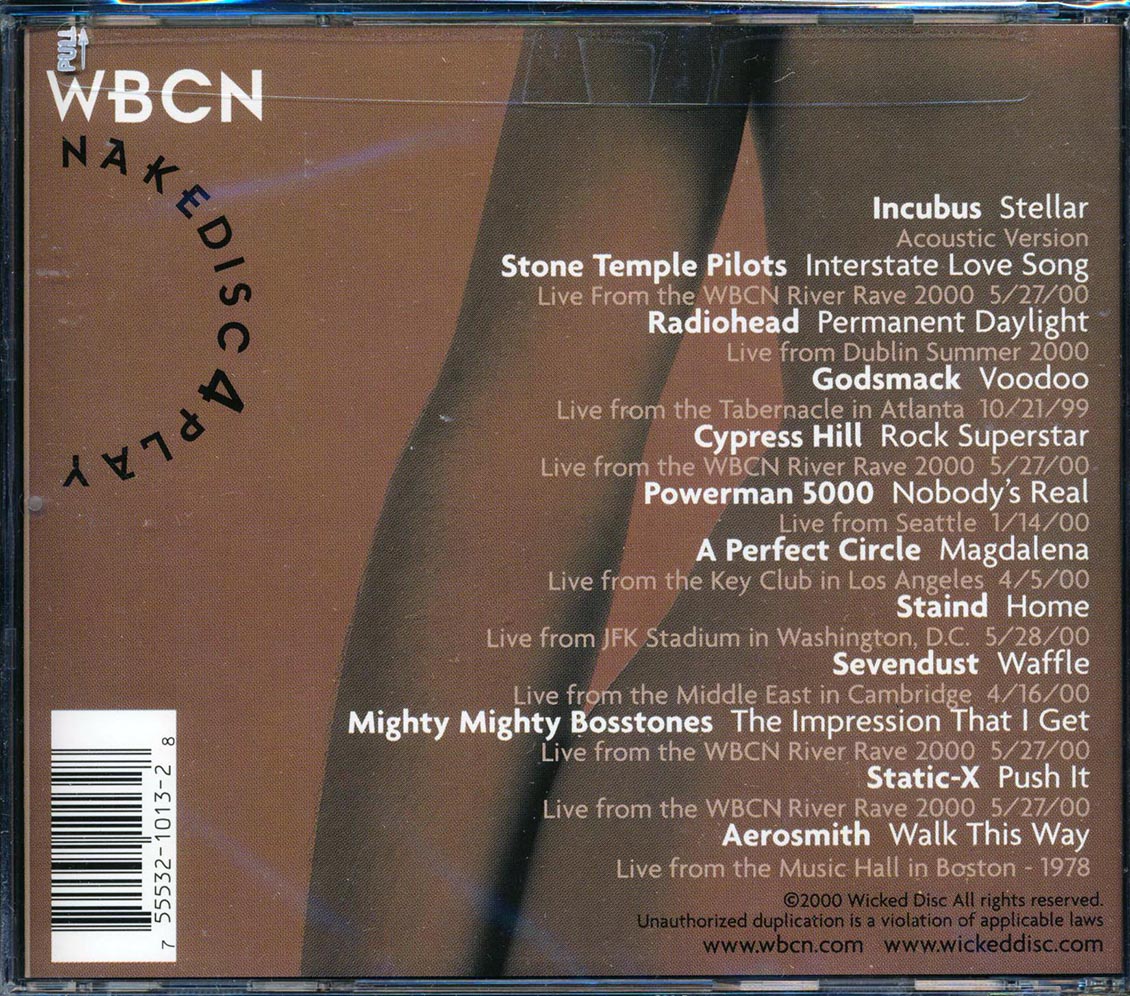 PULL
WBCN
NAKEDISC4PLAY
Incubus Stellar
Acoustic Version
Stone Temple Pilots Interstate Love Song
Live From the WBCN River Rave 2000 5/27/00
Radiohead Permanent Daylight
Live from Dublin Summer 2000
Godsmack Voodoo
Live from the Tabernacle in Atlanta 10/21/99
Cypress Hill Rock Superstar
Live from the WBCN River Rave 2000 5/27/00
Powerman 5000 Nobody's Real
Live from Seattle 1/14/00
A Perfect Circle Magdalena
Live from the Key Club in Los Angeles 4/5/00
Staind Home
Live from JFK Stadium in Washington, D.C. 5/28/00
Sevendust Waffle
Live from the Middle East in Cambridge 4/16/00
Mighty Mighty Bosstones The Impression That I Get
Live from the WBCN River Rave 2000 5/27/00
Static-X Push It
Live from the WBCN River Rave 2000 5/27/00
Aerosmith Walk This Way
Live from the Music Hall in Boston - 1978
©2000 Wicked Disc All rights reserved.
Unauthorized duplication is a violation of applicable laws
www.wbcn.com www.wickeddisc.com
7 55532-1013-2 8